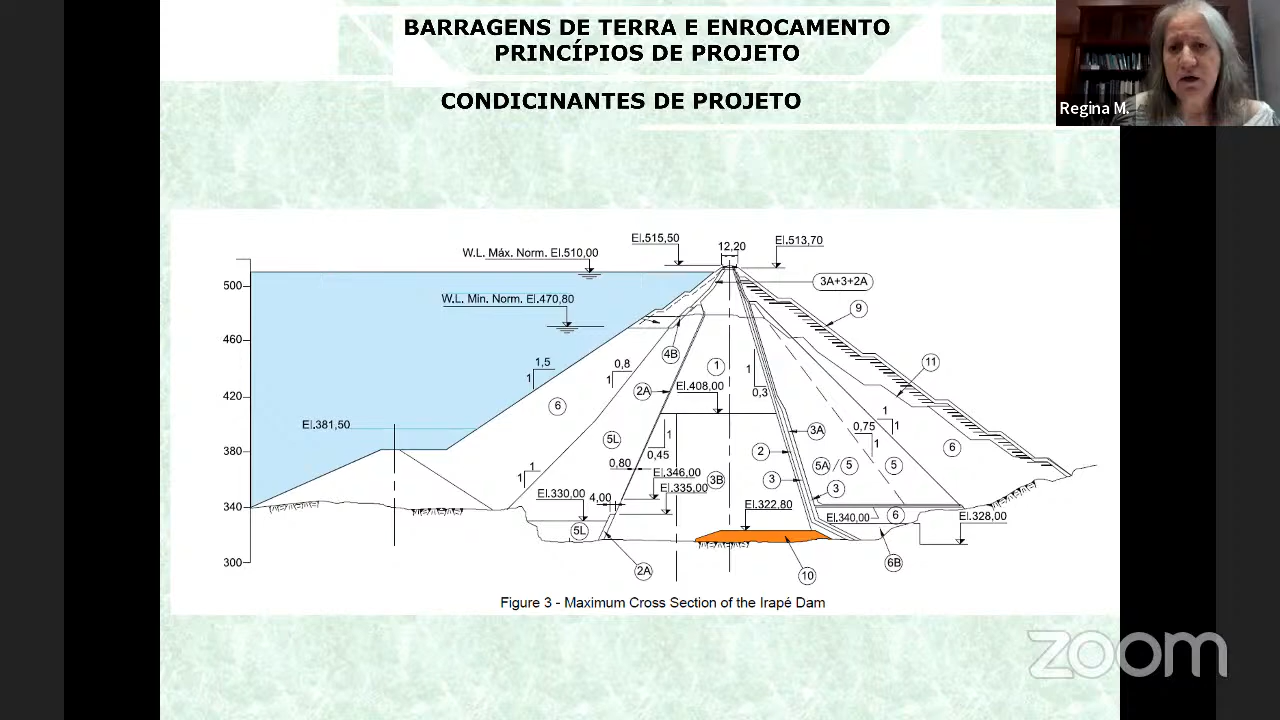 BARRAGENS DE TERRA E ENROCAMENTO
PRINCÍPIOS DE PROJETO
CONDICINANTES DE PROJETO
Regina M.
El.515,50
12,20
El.513,70
W.L. Máx. Norm. El.510,00
500
3A+3+2A
W.L. Min. Norm. El.470,80
9
460
4B
1
11
1,5
1
0,8
1
1
0,3
2A
El.408,00
420
6
1
1
El.381,50
3A
0,75
1
5L
1
0,45
6
380
2
0,80
5A / 5
5
1
1
El.346,00
3B
3
3
El.335,00
El.330,00
4,00
El.322,80
340
El.340,00
6
El.328,00
5L
300
6B
2A
10
Figure 3 - Maximum Cross Section of the Irapé Dam
zoom